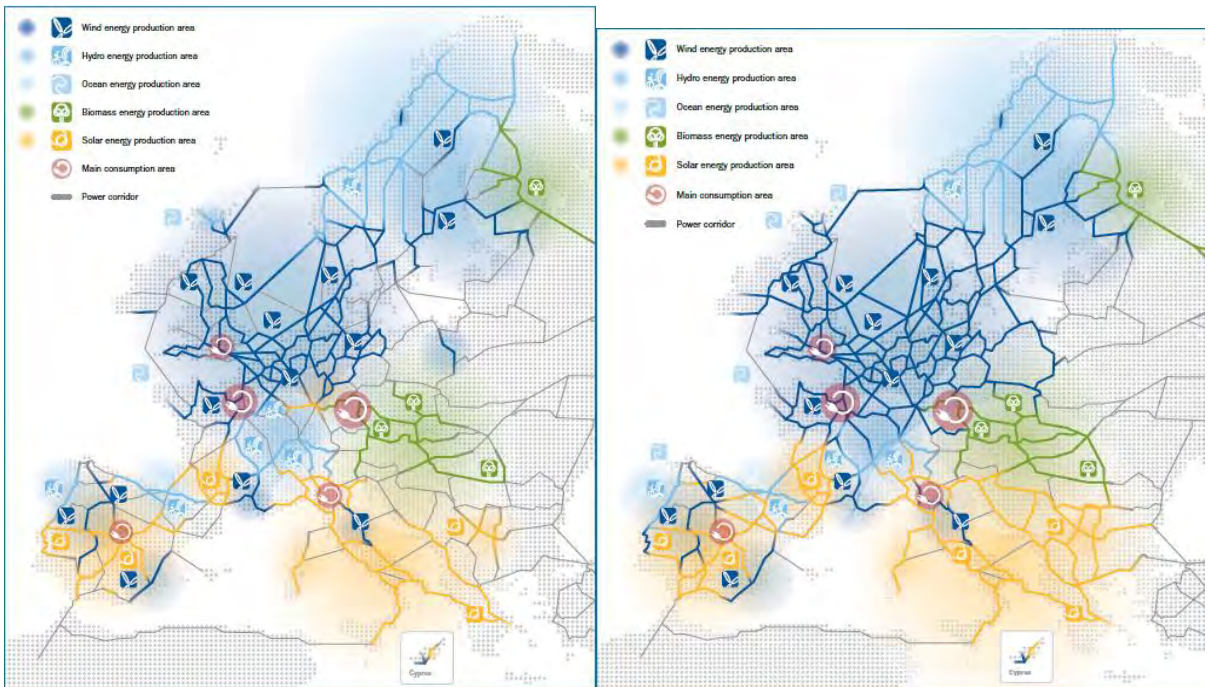 Wind energy production area
Hydro energy production area
Ocean energy production area
Biomass energy production area
Solar energy production area
Main consumption area
Power corridor
Cyprus
Wind energy production area
Hydro energy production area
Ocean energy production area
Biomass energy production area
Solar energy production area
Main consumption area
Power corridor
Cyprus